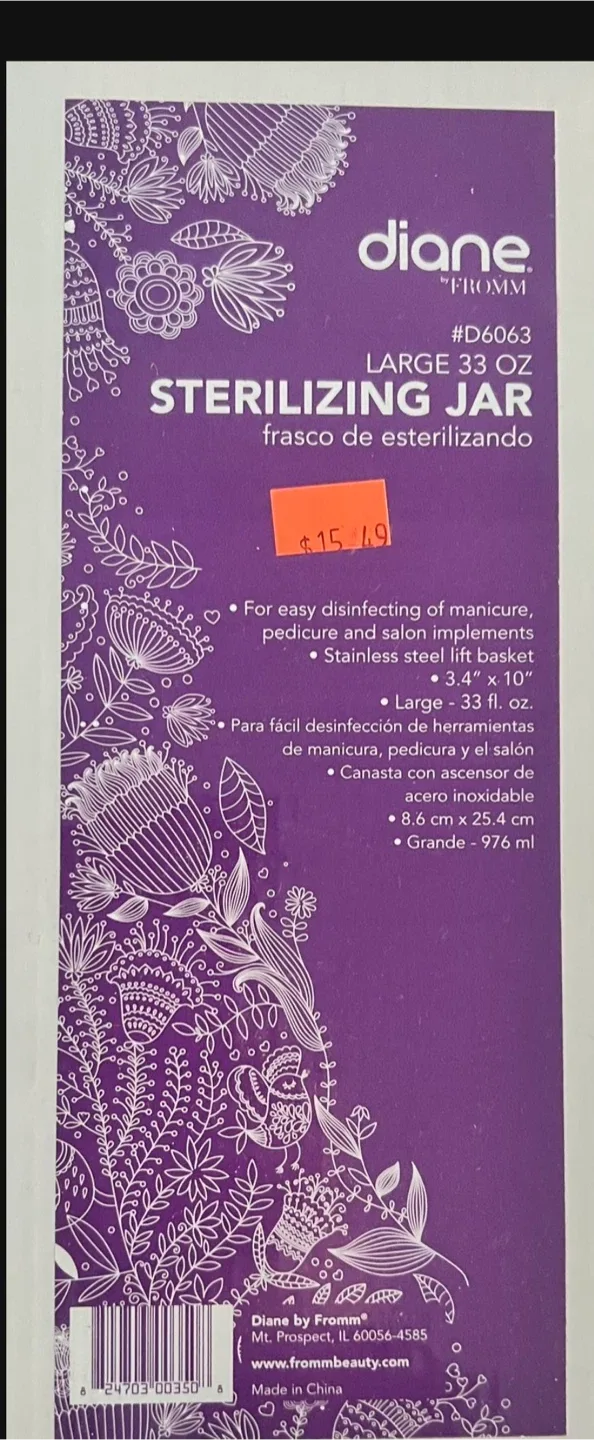 diane
by FROMM
#D6063
LARGE 33 OZ
STERILIZING JAR
frasco de esterilizando
$15.49
• For easy disinfecting of manicure,
pedicure and salon implements
• Stainless steel lift basket
• 3.4" x 10"
• Large - 33 fl. oz.
• Para fácil desinfección de herramientas
de manicura, pedicura y el salón
• Canasta con ascensor de
acero inoxidable
• 8.6 cm x 25.4 cm
• Grande - 976 ml
Diane by Fromm®
Mt. Prospect, IL 60056-4585
www.frommbeauty.com
Made in China
8 24703 00350 8